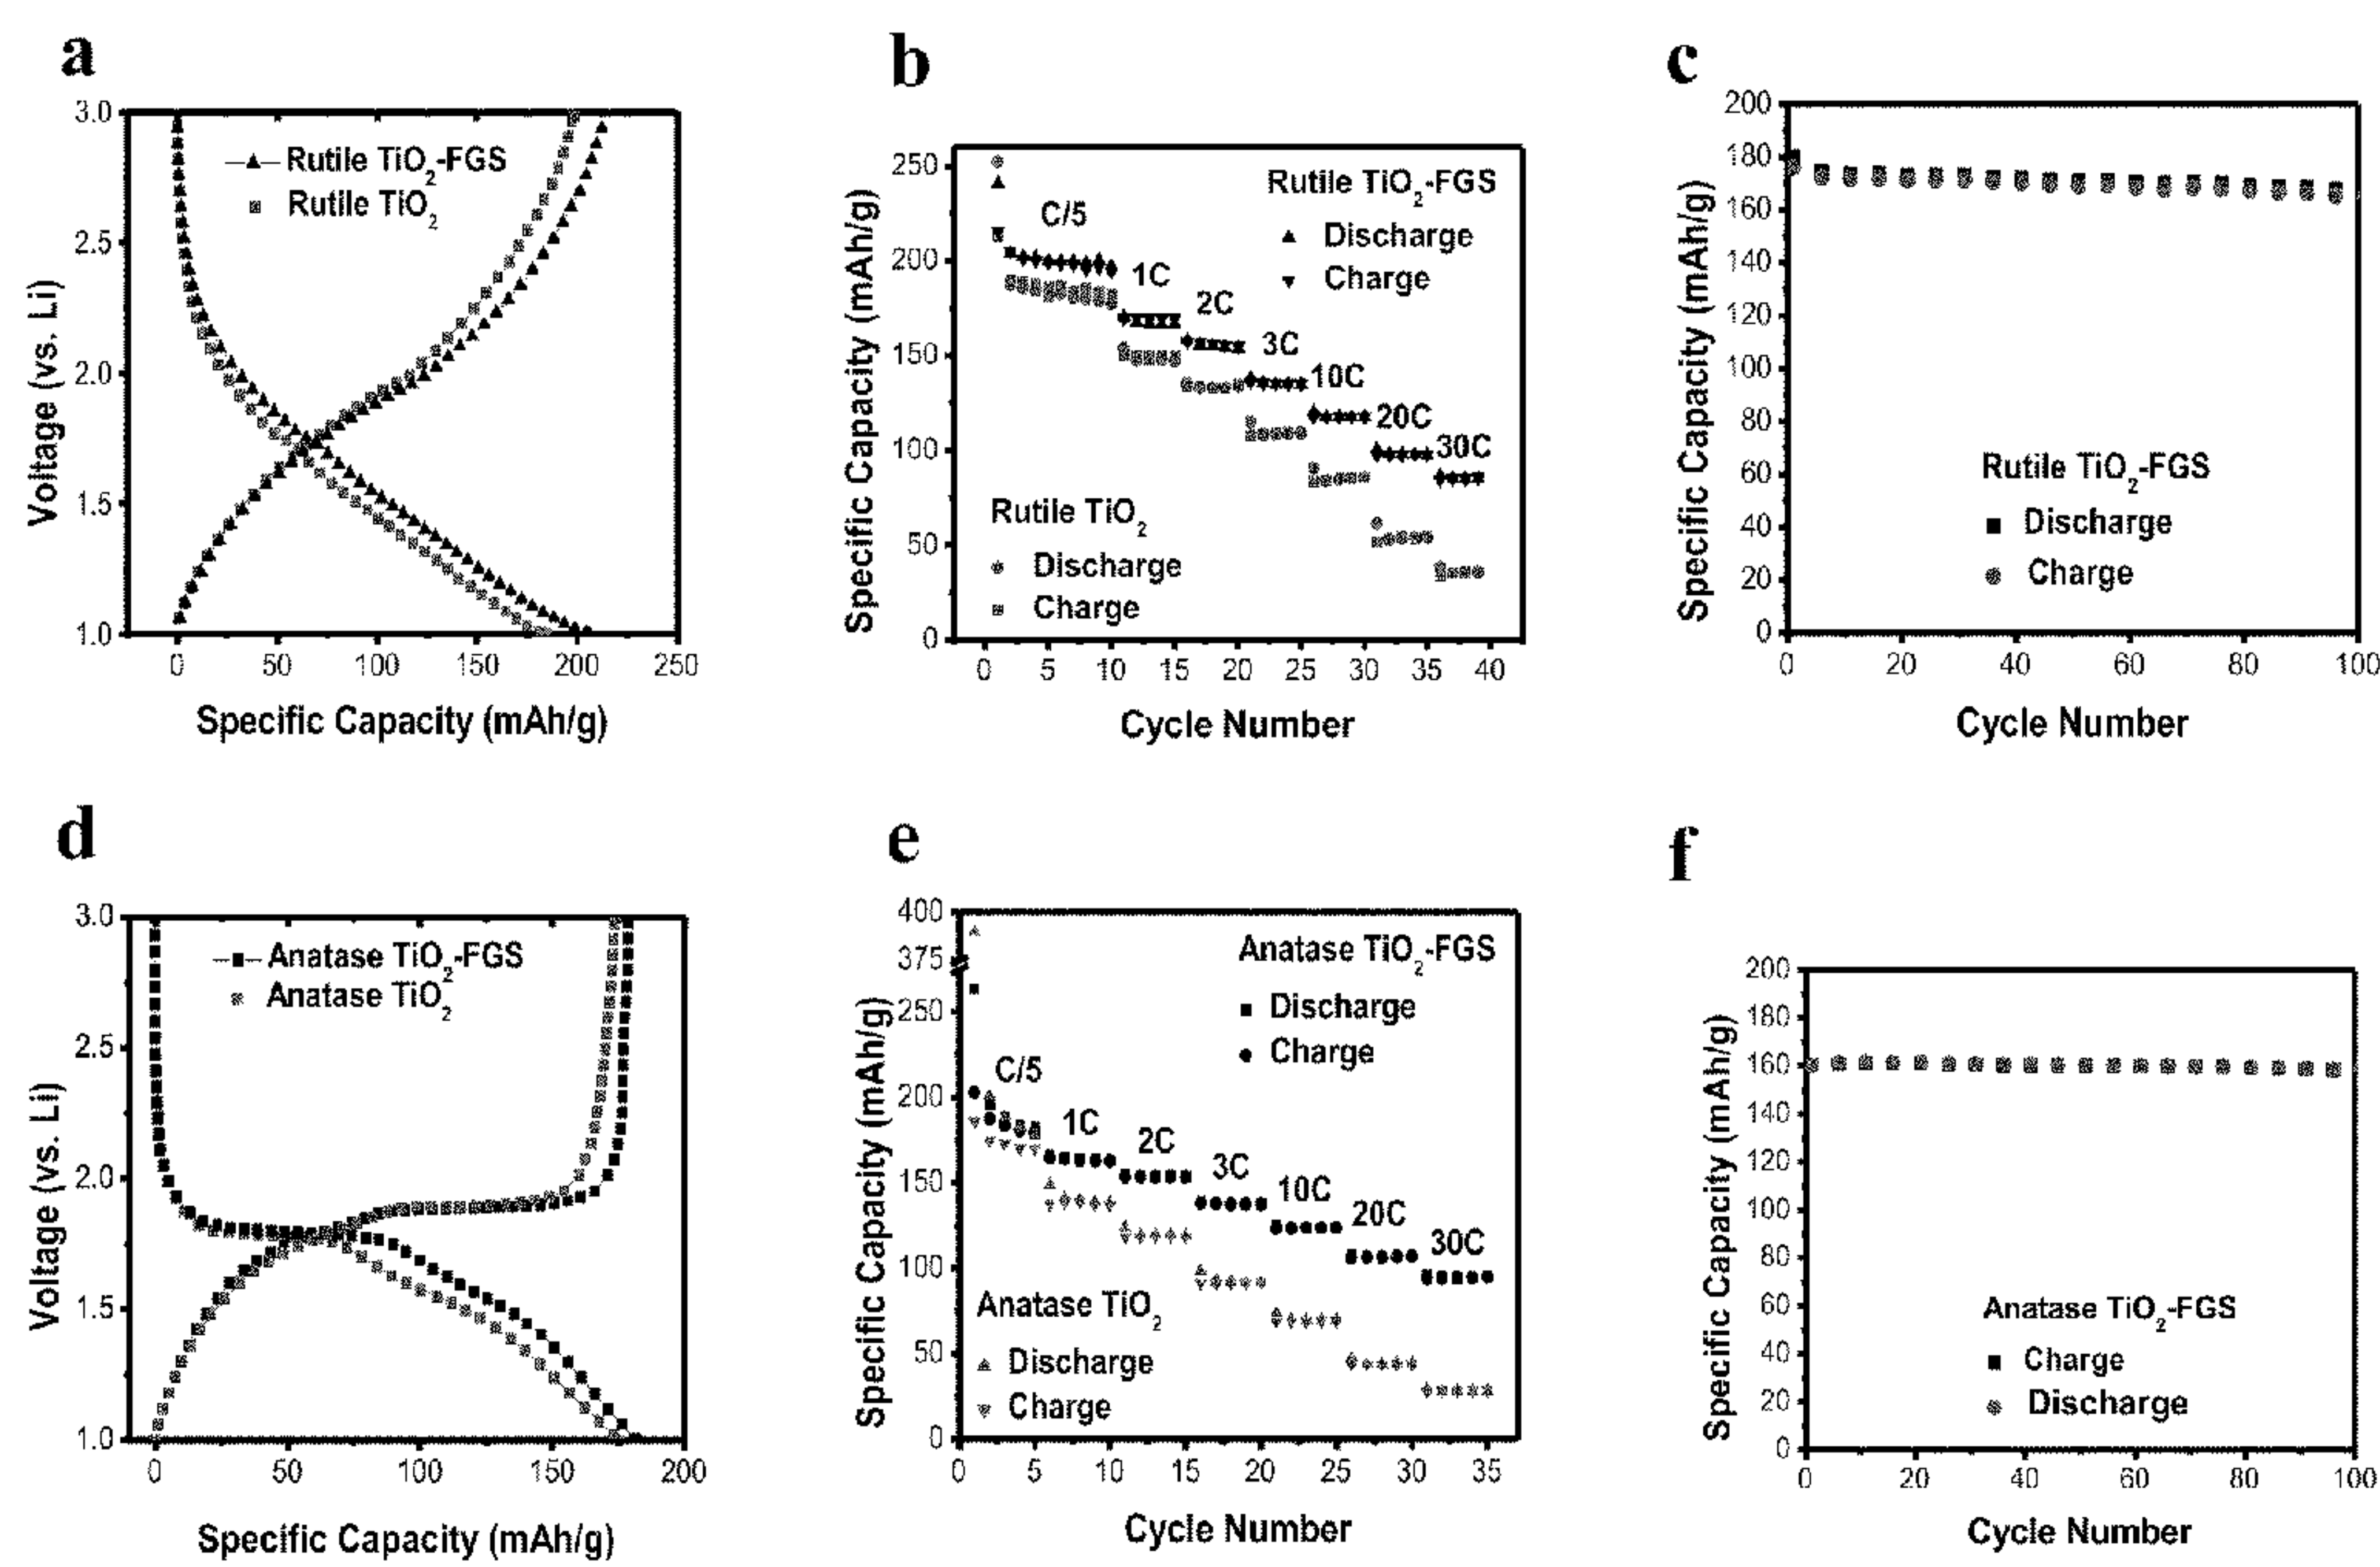 a
3.0
2.5
2.0
1.5
1.0
Voltage (vs. Li)
Rutile TiO2-FGS
Rutile TiO2
0 50 100 150 200 250
Specific Capacity (mAh/g)
b
250
200
150
100
50
0
Specific Capacity (mAh/g)
C/5
1C
2C
3C
10C
20C
30C
Rutile TiO2-FGS
Discharge
Charge
Rutile TiO2
Discharge
Charge
0 5 10 15 20 25 30 35 40
Cycle Number
c
200
180
160
140
120
100
80
60
40
20
0
Specific Capacity (mAh/g)
Rutile TiO2-FGS
Discharge
Charge
0 20 40 60 80 100
Cycle Number
d
3.0
2.5
2.0
1.5
1.0
Voltage (vs. Li)
Anatase TiO2-FGS
Anatase TiO2
0 50 100 150 200
Specific Capacity (mAh/g)
e
400
375
250
200
150
100
50
0
Specific Capacity (mAh/g)
C/5
1C
2C
3C
10C
20C
30C
Anatase TiO2-FGS
Discharge
Charge
Anatase TiO2
Discharge
Charge
0 5 10 15 20 25 30 35
Cycle Number
f
200
180
160
140
120
100
80
60
40
20
0
Specific Capacity (mAh/g)
Anatase TiO2-FGS
Charge
Discharge
0 20 40 60 80 100
Cycle Number